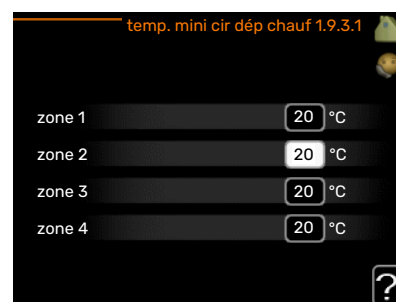 temp. mini cir dép chauf 1.9.3.1
zone 1 20 °C
zone 2 20 °C
zone 3 20 °C
zone 4 20 °C
?